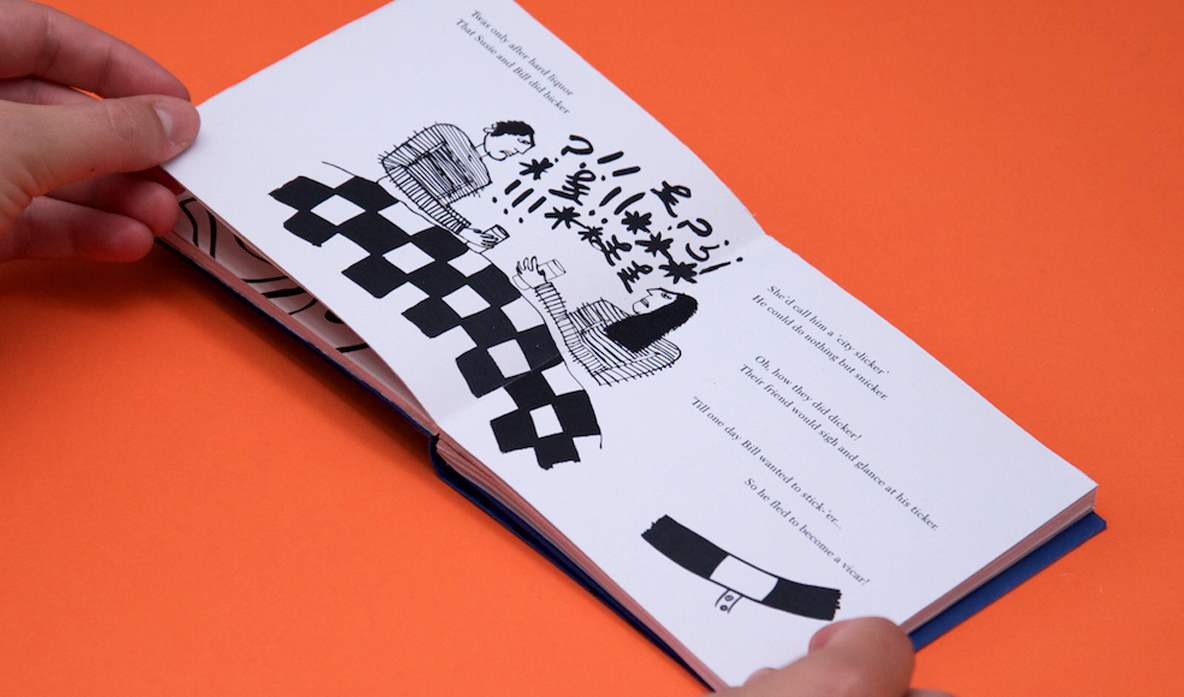 'Twas only after hard liquor
That Susie and Bill did bicker
?!! & ? ! !!! * & !! * * *
She'd call him a 'city slicker'
He could do nothing but snicker.
Oh, how they did dicker!
Their friend would sigh and glance at his ticker.
'Till one day Bill wanted to stick-'er...
So he fled to become a vicar!